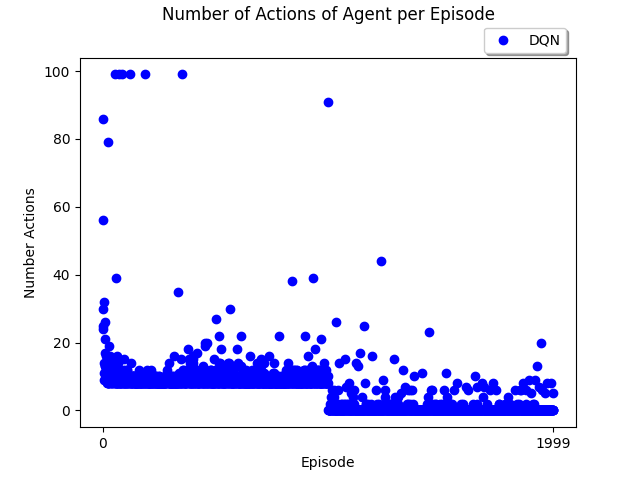 Number of Actions of Agent per Episode
DQN
100
80
60
40
20
0
Number Actions
0
1999
Episode